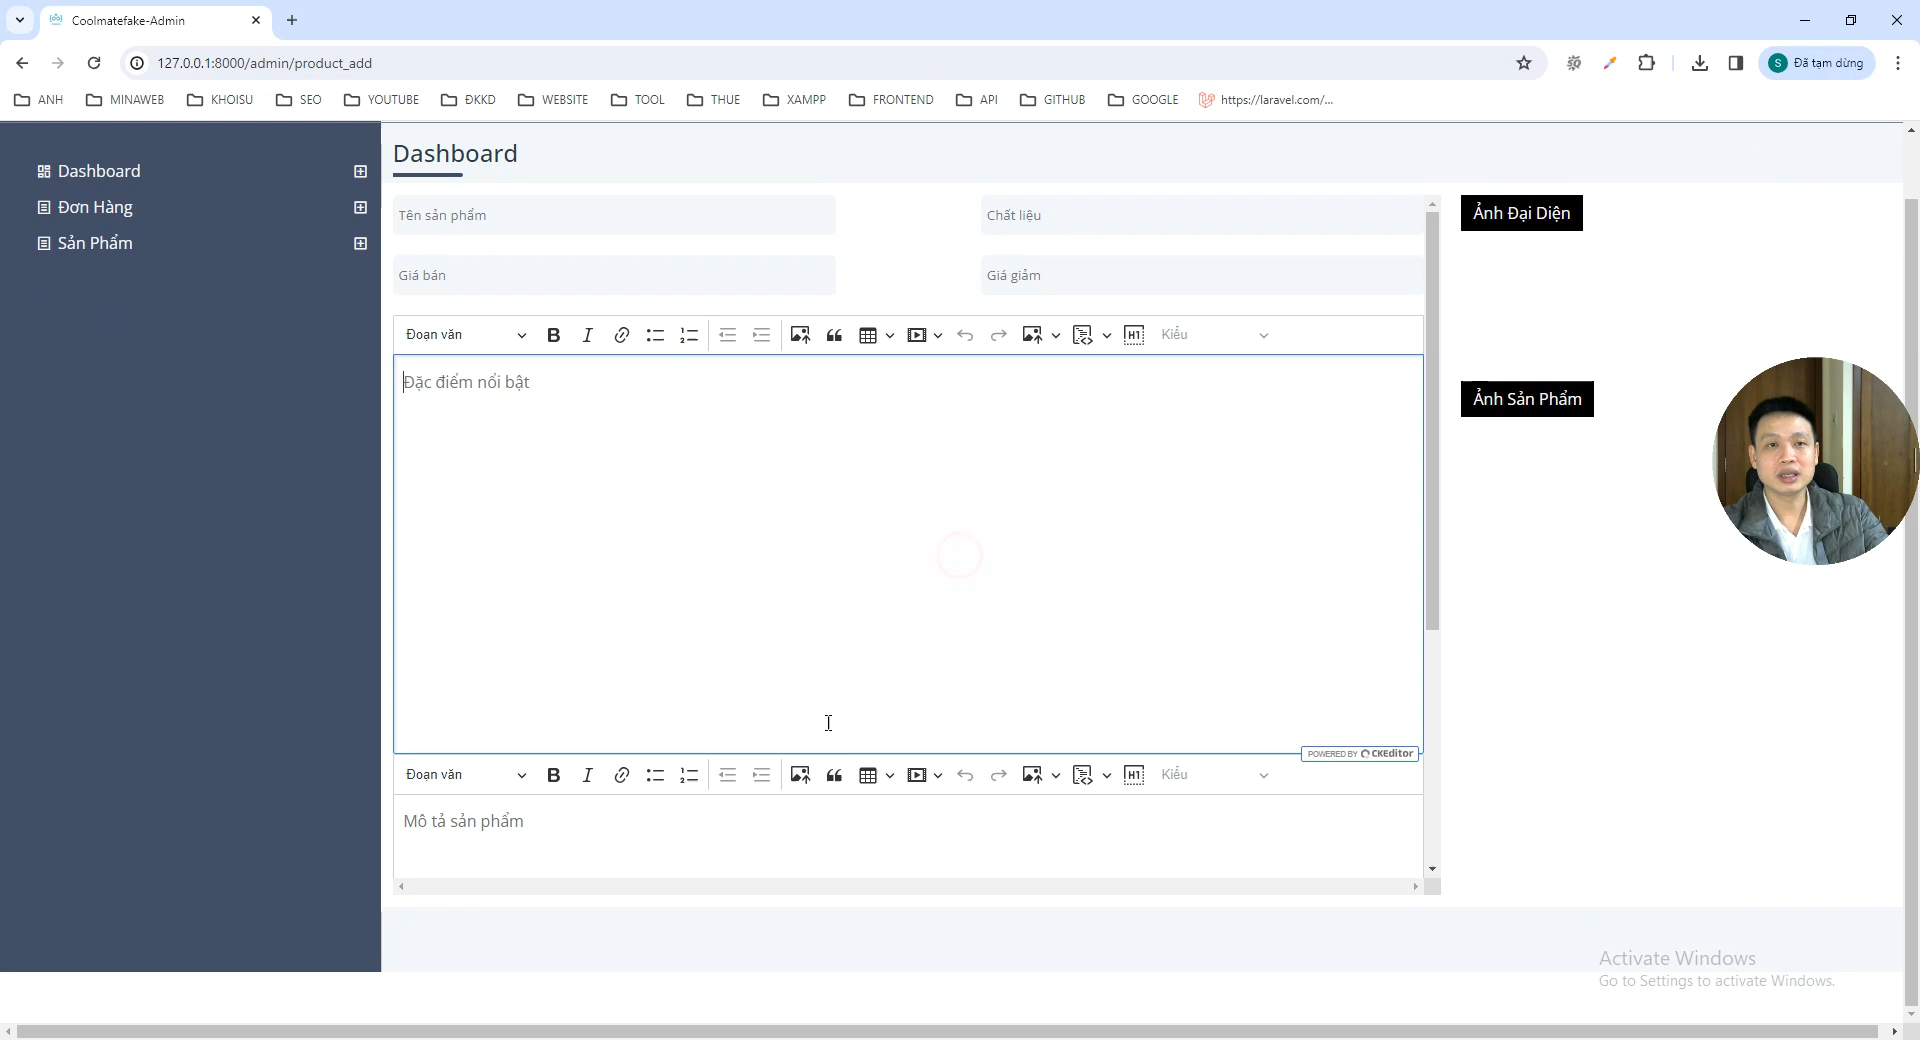 Coolmatefake-Admin
127.0.0.1:8000/admin/product_add
S Đã tạm dừng
ANH MINAWEB KHOISU SEO YOUTUBE ĐKKD WEBSITE TOOL THUE XAMPP FRONTEND API GITHUB GOOGLE https://laravel.com/...
Dashboard
Đơn Hàng
Sản Phẩm
Dashboard
Tên sản phẩm Chất liệu
Giá bán Giá giảm
Đoạn văn B I H1 Kiểu
Đặc điểm nổi bật
POWERED BY CKEditor
Đoạn văn B I H1 Kiểu
Mô tả sản phẩm
Ảnh Đại Diện
Ảnh Sản Phẩm
Activate Windows
Go to Settings to activate Windows.